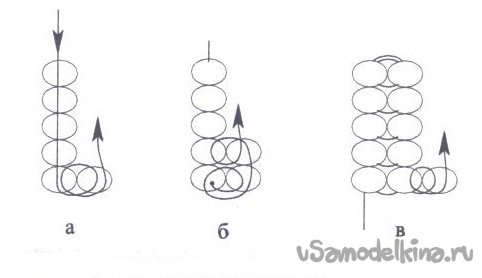 а б в
vSamodelkina.ru